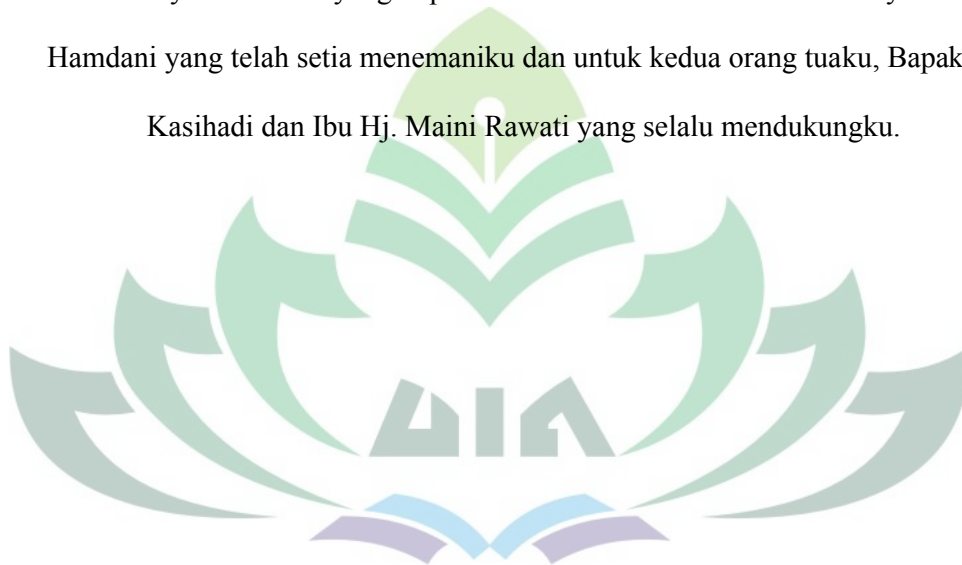 Hamdani yang telah setia menemaniku dan untuk kedua orang tuaku, Bapak
Kasihadi dan Ibu Hj. Maini Rawati yang selalu mendukungku.
UIN